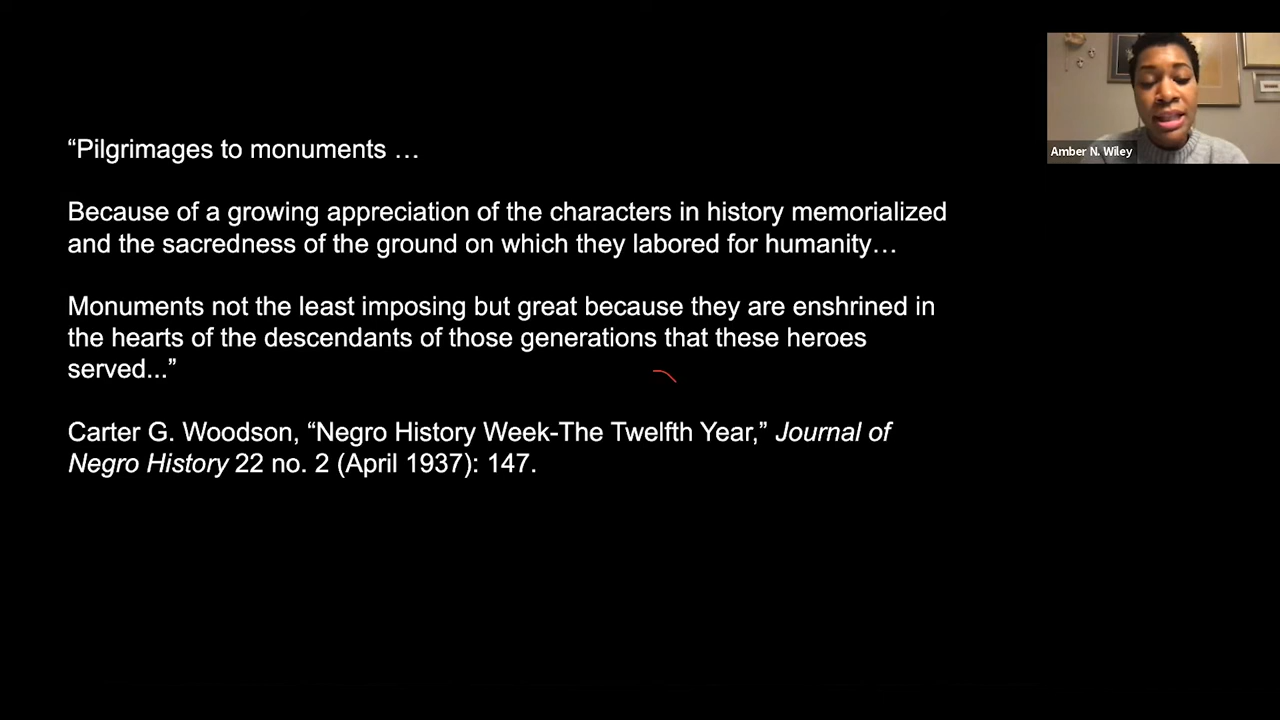 “Pilgrimages to monuments …
Because of a growing appreciation of the characters in history memorialized
and the sacredness of the ground on which they labored for humanity…
Monuments not the least imposing but great because they are enshrined in
the hearts of the descendants of those generations that these heroes
served...”
Carter G. Woodson, “Negro History Week-The Twelfth Year,” Journal of
Negro History 22 no. 2 (April 1937): 147.
Amber N. Wiley